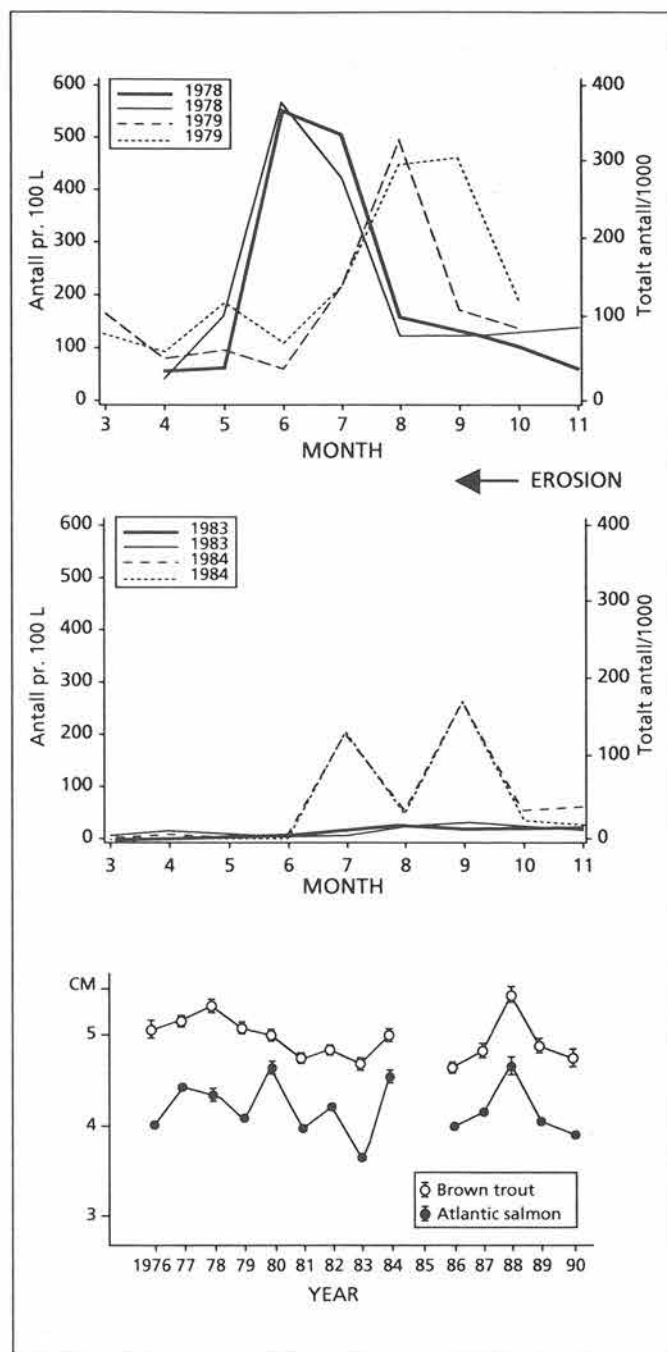 600
500
400
300
200
100
0
Antall pr. 100 L
1978
1978
1979
1979
400
300
200
100
0
Totalt antall/1000
3 4 5 6 7 8 9 10 11
MONTH
EROSION
600
500
400
300
200
100
0
Antall pr. 100 L
1983
1983
1984
1984
400
300
200
100
0
Totalt antall/1000
3 4 5 6 7 8 9 10 11
MONTH
CM
5
4
3
Brown trout
Atlantic salmon
1976 77 78 79 80 81 82 83 84 85 86 87 88 89 90
YEAR